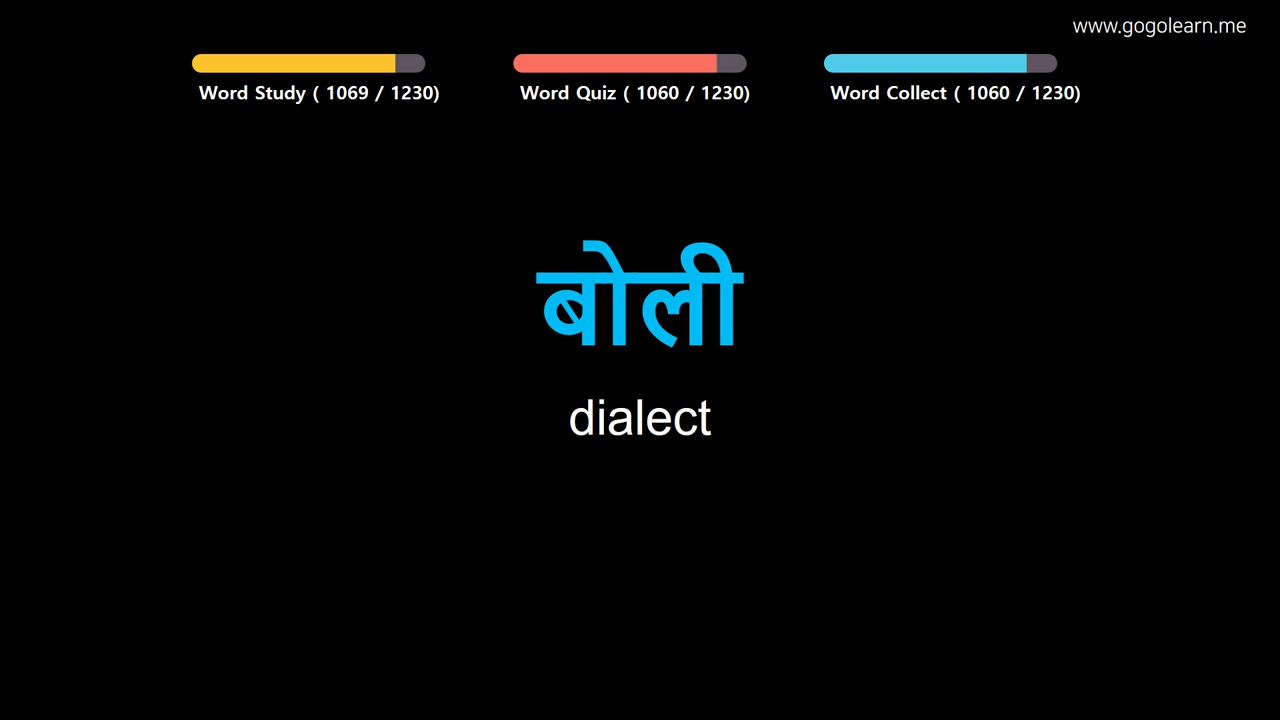 www.gogolearn.me
Word Study ( 1069 / 1230)
Word Quiz ( 1060 / 1230)
Word Collect ( 1060 / 1230)
बोली
dialect